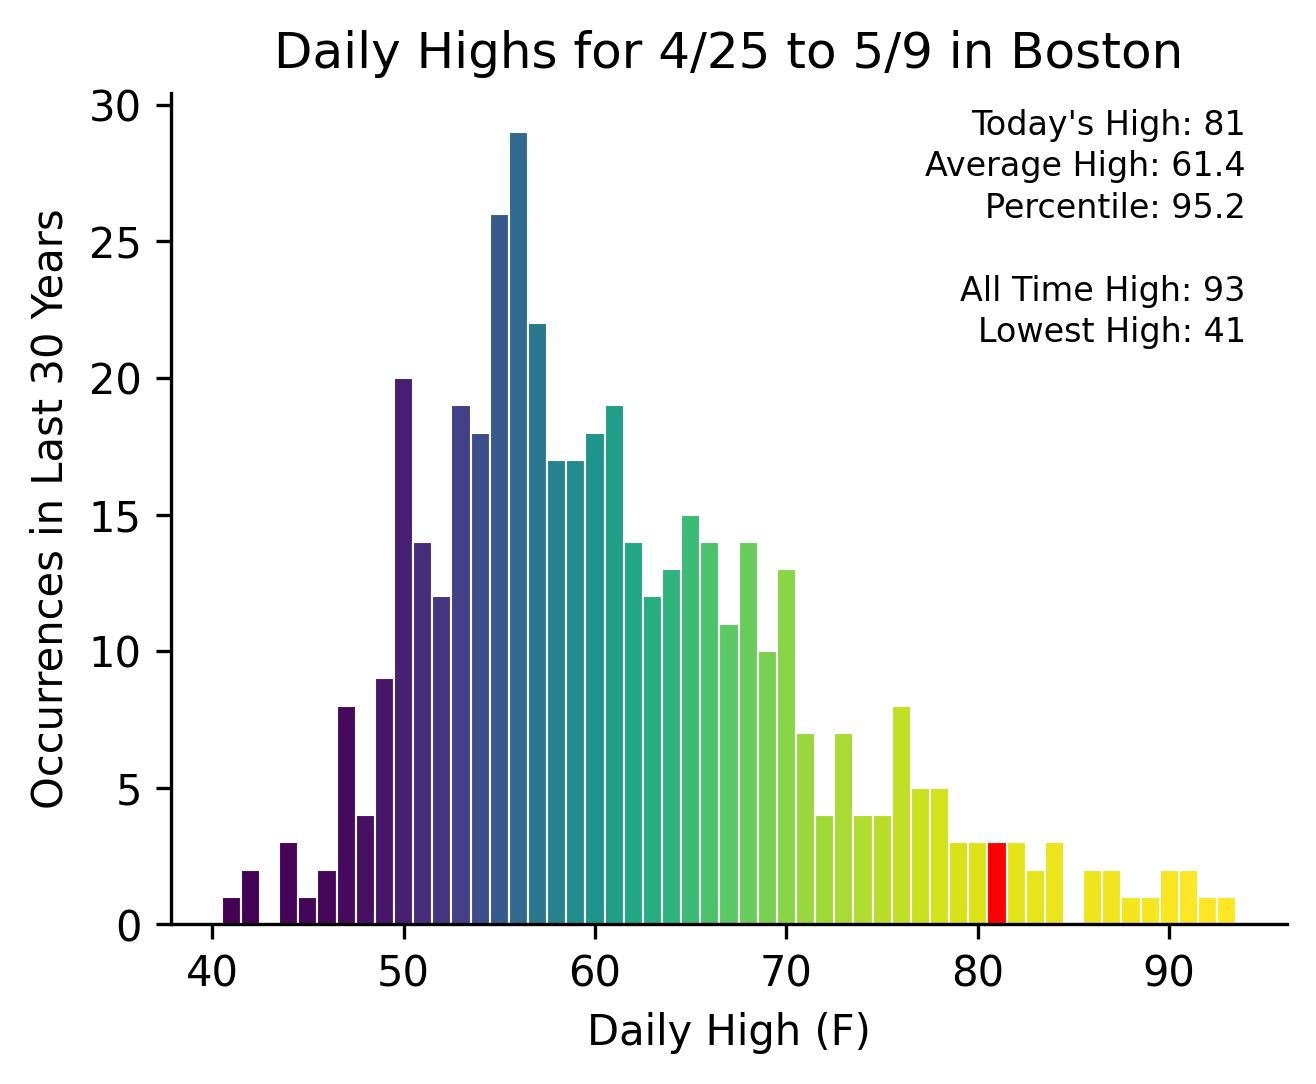 Daily Highs for 4/25 to 5/9 in Boston
Today's High: 81
Average High: 61.4
Percentile: 95.2
All Time High: 93
Lowest High: 41
Occurrences in Last 30 Years
30
25
20
15
10
5
0
40 50 60 70 80 90
Daily High (F)